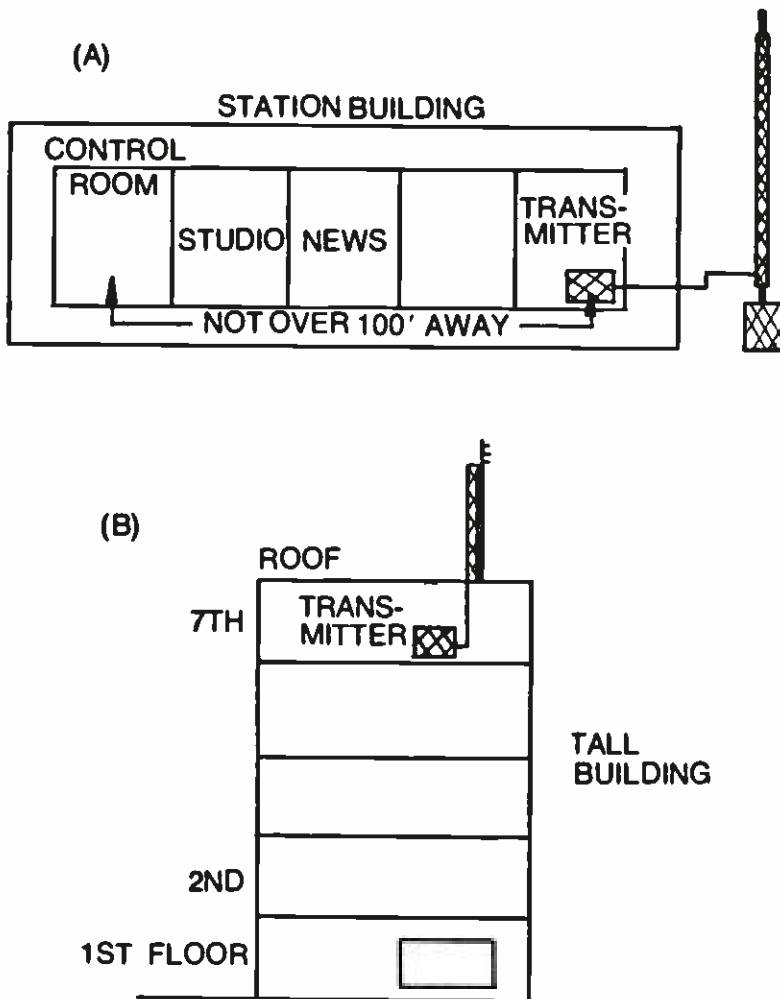 (A)
STATION BUILDING
CONTROL
ROOM
STUDIO
NEWS
TRANS-
MITTER
NOT OVER 100' AWAY
(B)
ROOF
7TH
TRANS-
MITTER
TALL
BUILDING
2ND
1ST FLOOR